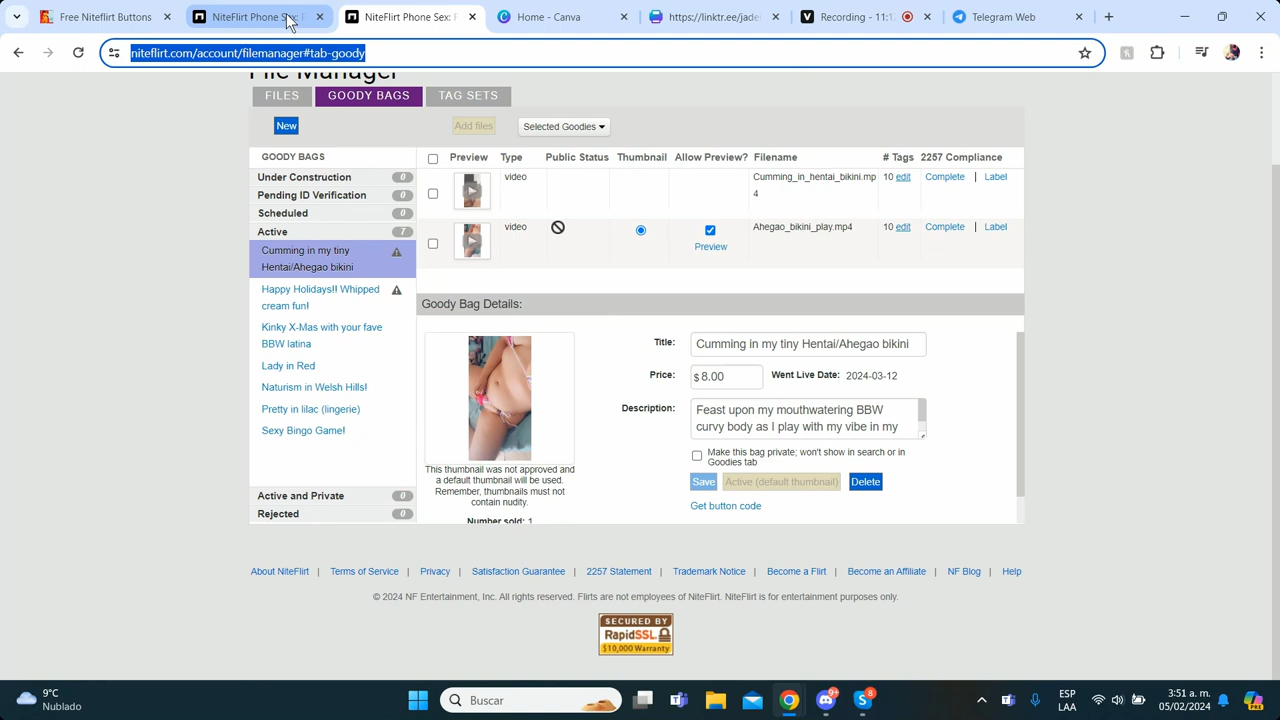 Free Niteflirt Buttons
NiteFlirt Phone Sex: F
NiteFlirt Phone Sex: F
Home - Canva
https://linktr.ee/jade
Recording - 11:1
Telegram Web
niteflirt.com/account/filemanager#tab-goody
File Manager
FILES
GOODY BAGS
TAG SETS
New
Add files
Selected Goodies
GOODY BAGS
Preview Type Public Status Thumbnail Allow Preview? Filename # Tags 2257 Compliance
Under Construction 0
Pending ID Verification 0
Scheduled 0
Active 7
Cumming in my tiny
Hentai/Ahegao bikini
Happy Holidays!! Whipped
cream fun!
Kinky X-Mas with your fave
BBW latina
Lady in Red
Naturism in Welsh Hills!
Pretty in lilac (lingerie)
Sexy Bingo Game!
Active and Private 0
Rejected 0
video Cumming_in_hentai_bikini.mp
4
10 edit Complete | Label
video Ahegao_bikini_play.mp4 10 edit Complete | Label
Preview
Goody Bag Details:
This thumbnail was not approved and
a default thumbnail will be used.
Remember, thumbnails must not
contain nudity.
Number sold: 1
Title: Cumming in my tiny Hentai/Ahegao bikini
Price: $ 8.00 Went Live Date: 2024-03-12
Description: Feast upon my mouthwatering BBW
curvy body as I play with my vibe in my
Make this bag private; won't show in search or in
Goodies tab
Save Active (default thumbnail) Delete
Get button code
About NiteFlirt | Terms of Service | Privacy | Satisfaction Guarantee | 2257 Statement | Trademark Notice | Become a Flirt | Become an Affiliate | NF Blog | Help
© 2024 NF Entertainment, Inc. All rights reserved. Flirts are not employees of NiteFlirt. NiteFlirt is for entertainment purposes only.
SECURED BY
RapidSSL
$10,000 Warranty
9°C
Nublado
Buscar
9+
8
ESP
LAA
3:51 a. m.
05/02/2024